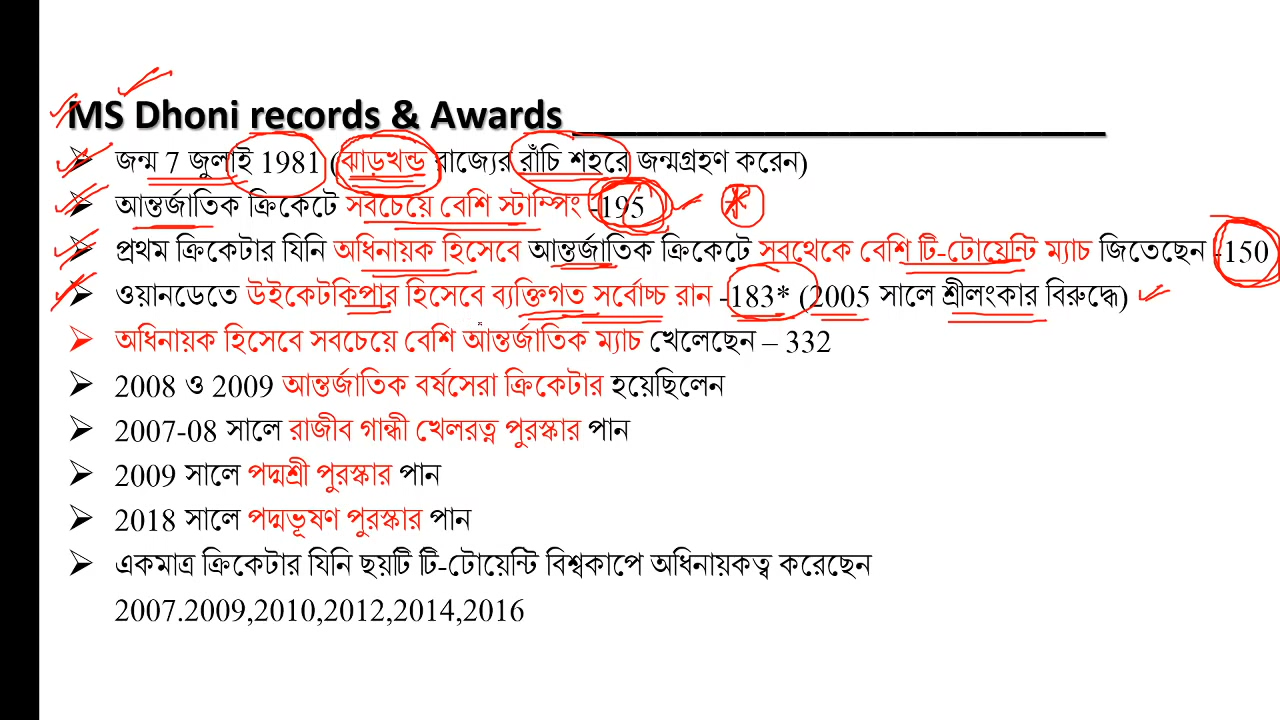 MS Dhoni records & Awards
➢ জন্ম 7 জুলাই 1981 (ঝাড়খন্ড রাজ্যের রাঁচি শহরে জন্মগ্রহণ করেন)
➢ আন্তর্জাতিক ক্রিকেটে সবচেয়ে বেশি স্টাম্পিং -195
➢ প্রথম ক্রিকেটার যিনি অধিনায়ক হিসেবে আন্তর্জাতিক ক্রিকেটে সবথেকে বেশি টি-টোয়েন্টি ম্যাচ জিতেছেন -150
➢ ওয়ানডেতে উইকেটকিপার হিসেবে ব্যক্তিগত সর্বোচ্চ রান -183* (2005 সালে শ্রীলংকার বিরুদ্ধে)
➢ অধিনায়ক হিসেবে সবচেয়ে বেশি আন্তর্জাতিক ম্যাচ খেলেছেন – 332
➢ 2008 ও 2009 আন্তর্জাতিক বর্ষসেরা ক্রিকেটার হয়েছিলেন
➢ 2007-08 সালে রাজীব গান্ধী খেলরত্ন পুরস্কার পান
➢ 2009 সালে পদ্মশ্রী পুরস্কার পান
➢ 2018 সালে পদ্মভূষণ পুরস্কার পান
➢ একমাত্র ক্রিকেটার যিনি ছয়টি টি-টোয়েন্টি বিশ্বকাপে অধিনায়কত্ব করেছেন
2007.2009,2010,2012,2014,2016